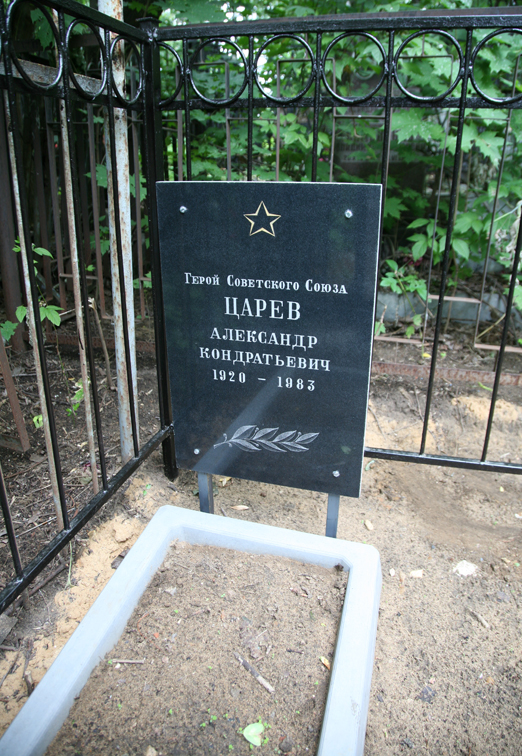 Герой Советского Союза
ЦАРЕВ
АЛЕКСАНДР
КОНДРАТЬЕВИЧ
1920 – 1983